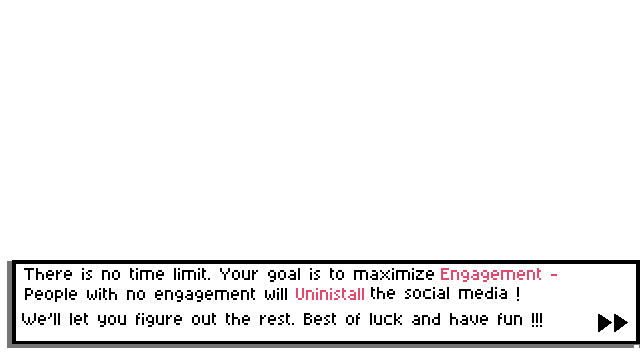 There is no time limit. Your goal is to maximize Engagement -
People with no engagement will Uninistall the social media !
We'll let you figure out the rest. Best of luck and have fun !!!